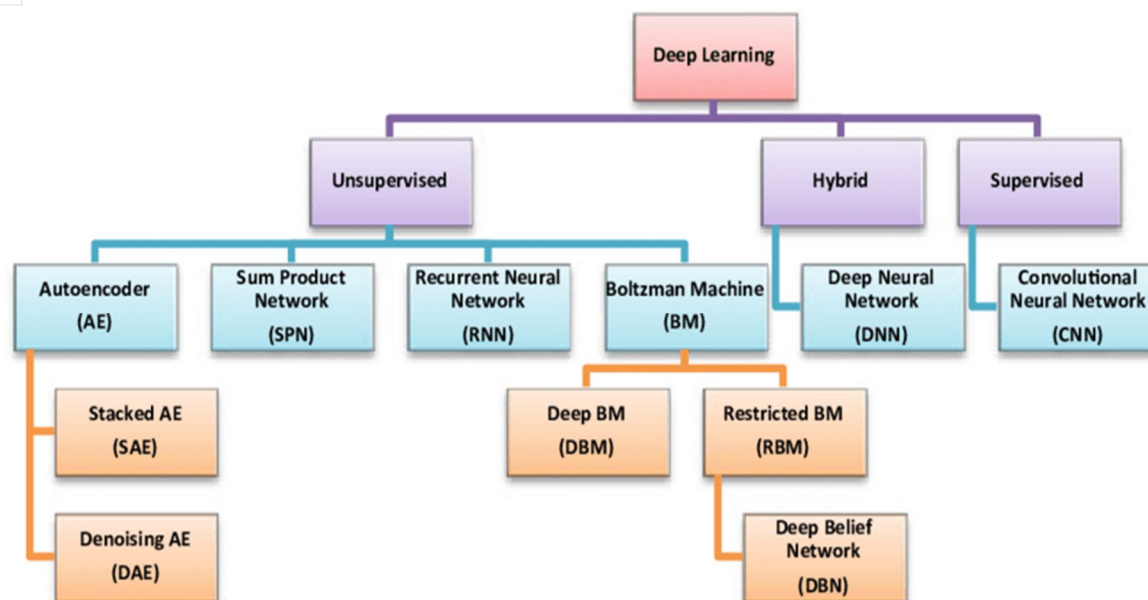 Deep Learning
Unsupervised
Hybrid
Supervised
Autoencoder
(AE)
Sum Product
Network
(SPN)
Recurrent Neural
Network
(RNN)
Boltzman Machine
(BM)
Deep Neural
Network
(DNN)
Convolutional
Neural Network
(CNN)
Stacked AE
(SAE)
Deep BM
(DBM)
Restricted BM
(RBM)
Denoising AE
(DAE)
Deep Belief
Network
(DBN)